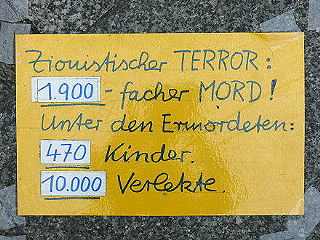 Zionistischer TERROR:
1.900-facher MORD!
Unter den Ermordeten:
470 Kinder.
10.000 Verletzte.